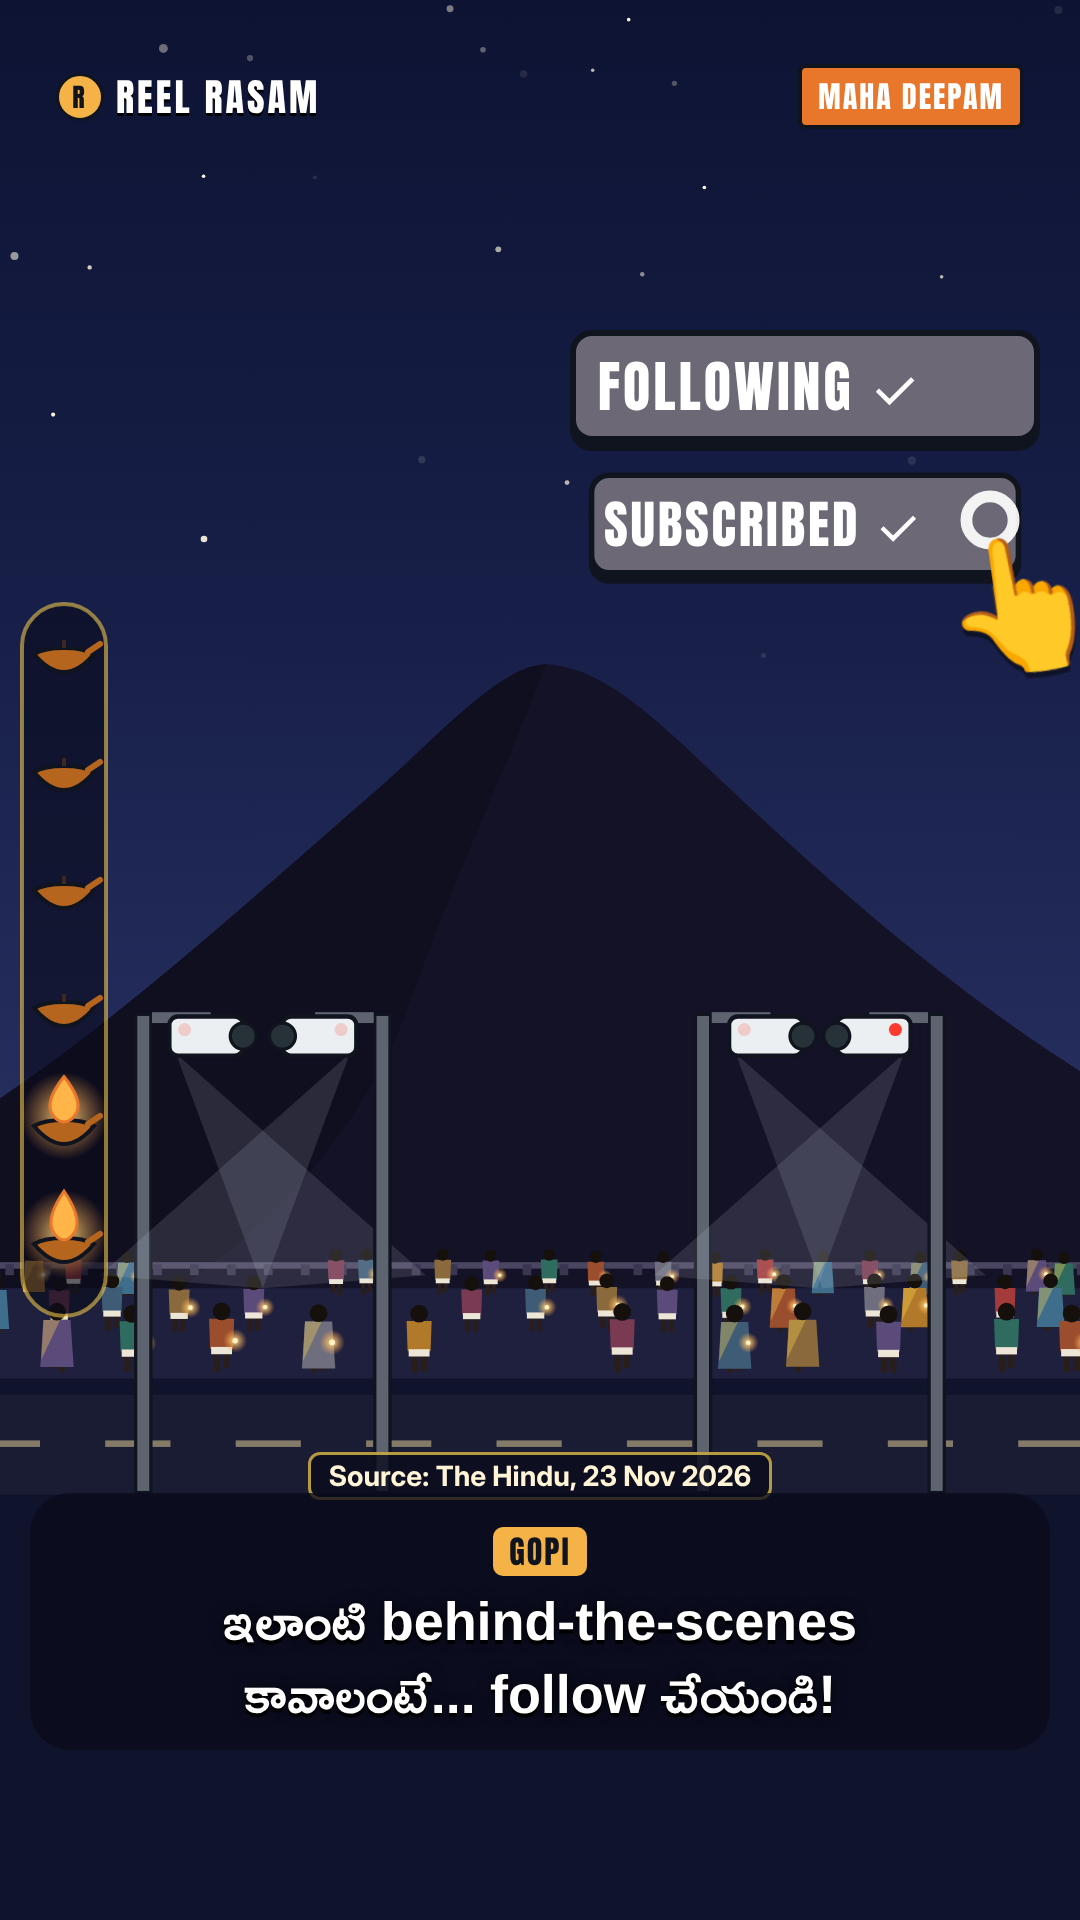 R REEL RASAM
MAHA DEEPAM
FOLLOWING
SUBSCRIBED
Source: The Hindu, 23 Nov 2026
GOPI
ఇలాంటి behind-the-scenes
కావాలంటే... follow చేయండి!